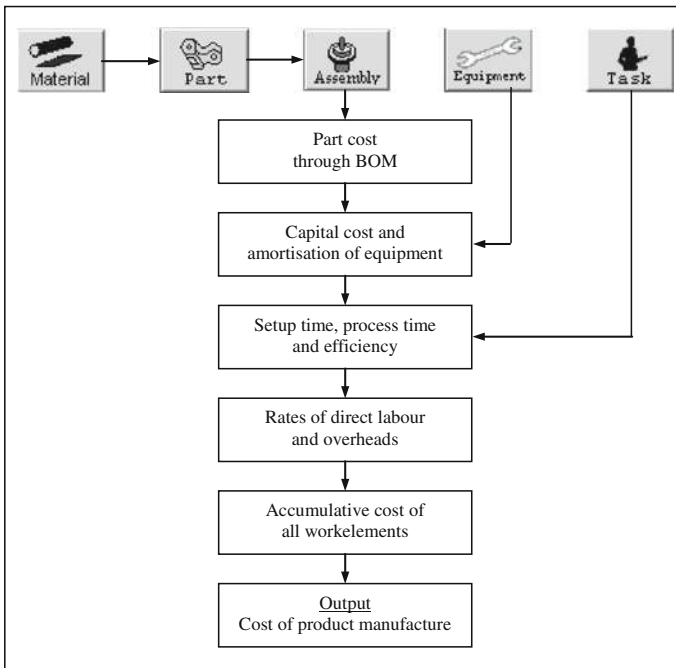 Material
Part
Assembly
Equipment
Task
Part cost
through BOM
Capital cost and
amortisation of equipment
Setup time, process time
and efficiency
Rates of direct labour
and overheads
Accumulative cost of
all workelements
Output
Cost of product manufacture